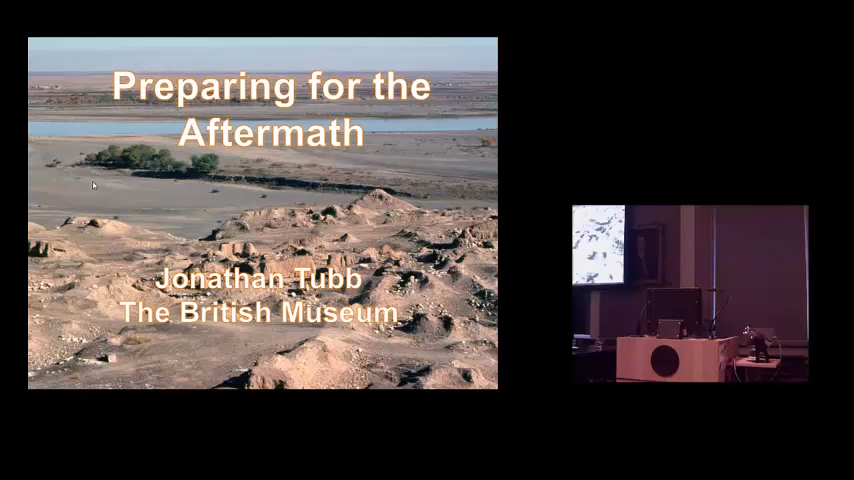 Preparing for the
Aftermath
Jonathan Tubb
The British Museum